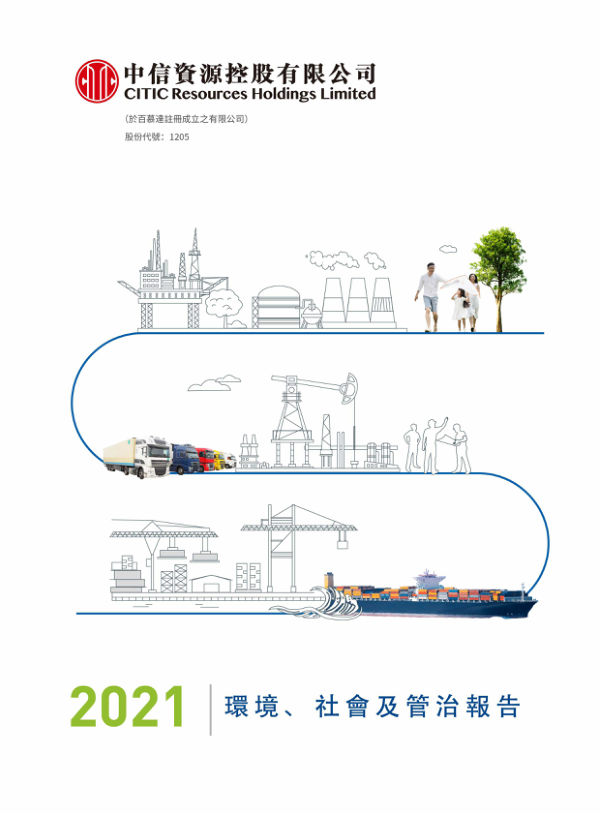 CITIC
中信資源控股有限公司
CITIC Resources Holdings Limited
（於百慕達註冊成立之有限公司）
股份代號：1205
2021
環境、社會及管治報告